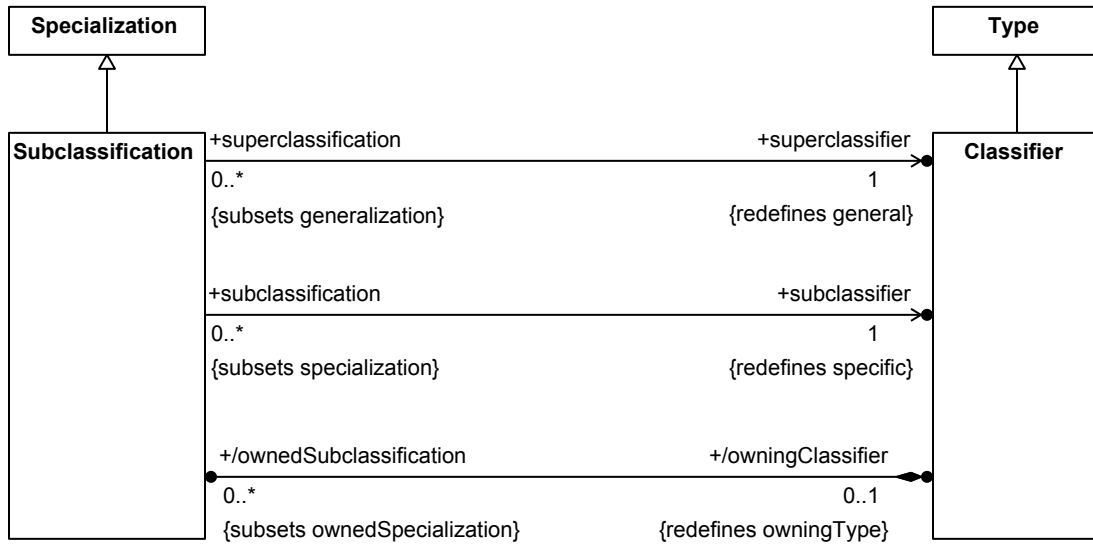 Specialization
Type
Subclassification
Classifier
+superclassification
+superclassifier
0..*
1
{subsets generalization}
{redefines general}
+subclassification
+subclassifier
0..*
1
{subsets specialization}
{redefines specific}
+/ownedSubclassification
+/owningClassifier
0..*
0..1
{subsets ownedSpecialization}
{redefines owningType}